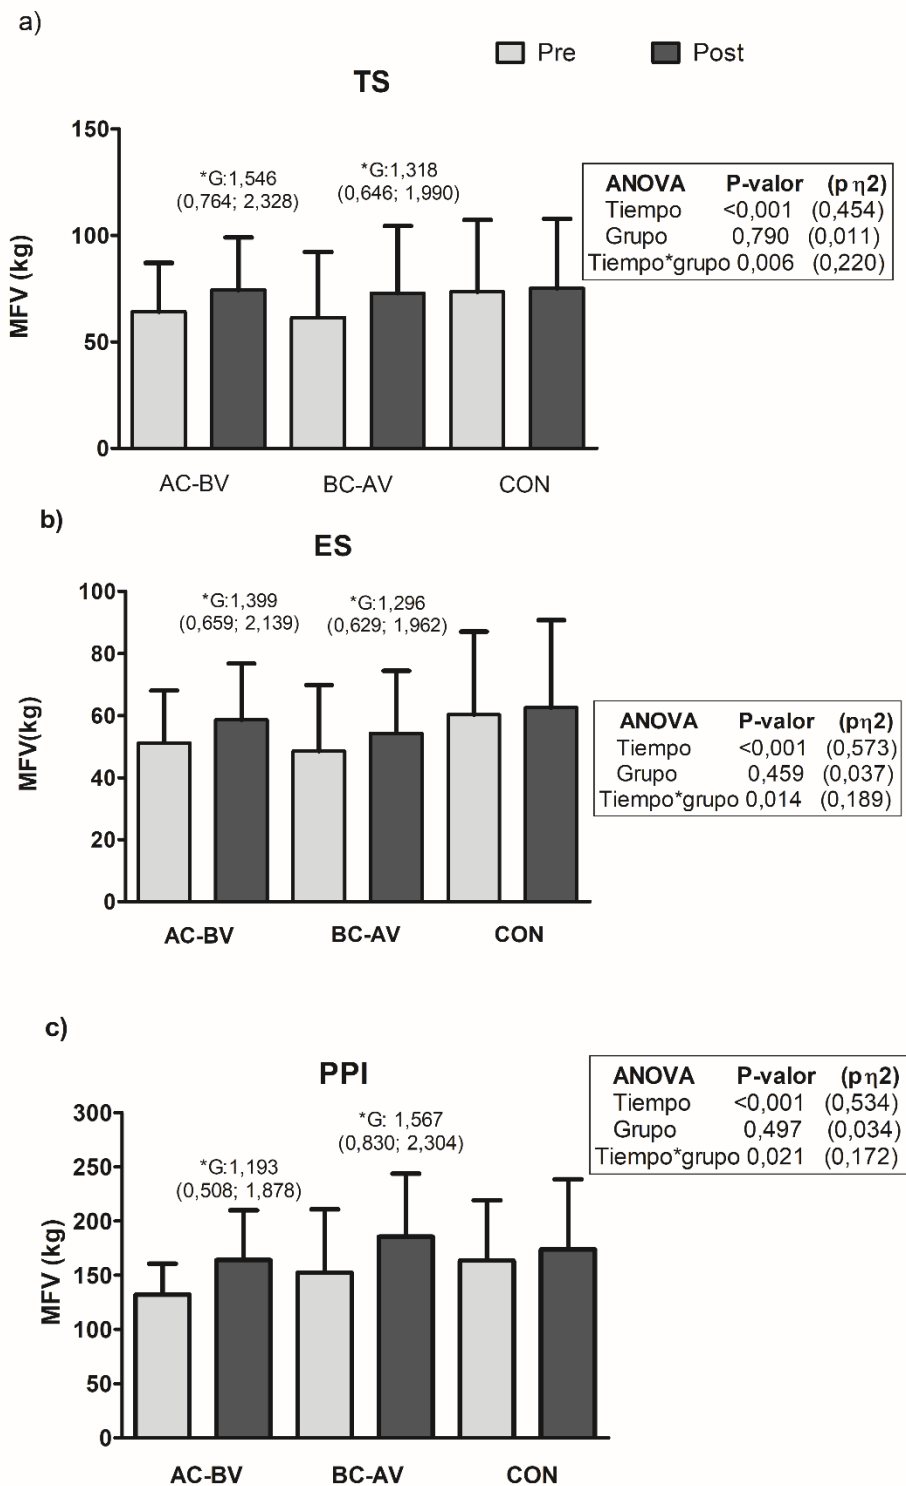 a)
Pre Post
TS
150
100
50
0
MFV (kg)
*G:1,546
(0,764; 2,328)
*G:1,318
(0,646; 1,990)
AC-BV BC-AV CON
ANOVA P-valor (pη2)
Tiempo <0,001 (0,454)
Grupo 0,790 (0,011)
Tiempo*grupo 0,006 (0,220)
b)
ES
100
80
60
40
20
0
MFV(kg)
*G:1,399
(0,659; 2,139)
*G:1,296
(0,629; 1,962)
AC-BV BC-AV CON
ANOVA P-valor (pη2)
Tiempo <0,001 (0,573)
Grupo 0,459 (0,037)
Tiempo*grupo 0,014 (0,189)
c)
PPI
300
250
200
150
100
50
0
MFV (kg)
*G:1,193
(0,508; 1,878)
*G: 1,567
(0,830; 2,304)
AC-BV BC-AV CON
ANOVA P-valor (pη2)
Tiempo <0,001 (0,534)
Grupo 0,497 (0,034)
Tiempo*grupo 0,021 (0,172)